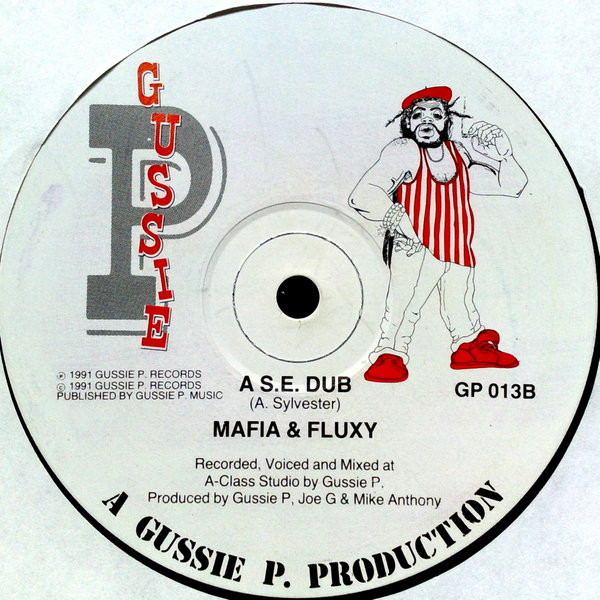 GUSSIE
P
℗ 1991 GUSSIE P. RECORDS
© 1991 GUSSIE P. RECORDS
PUBLISHED BY GUSSIE P. MUSIC
A S.E. DUB
(A. Sylvester)
MAFIA & FLUXY
GP 013B
Recorded, Voiced and Mixed at
A-Class Studio by Gussie P.
Produced by Gussie P, Joe G & Mike Anthony
A GUSSIE P. PRODUCTION